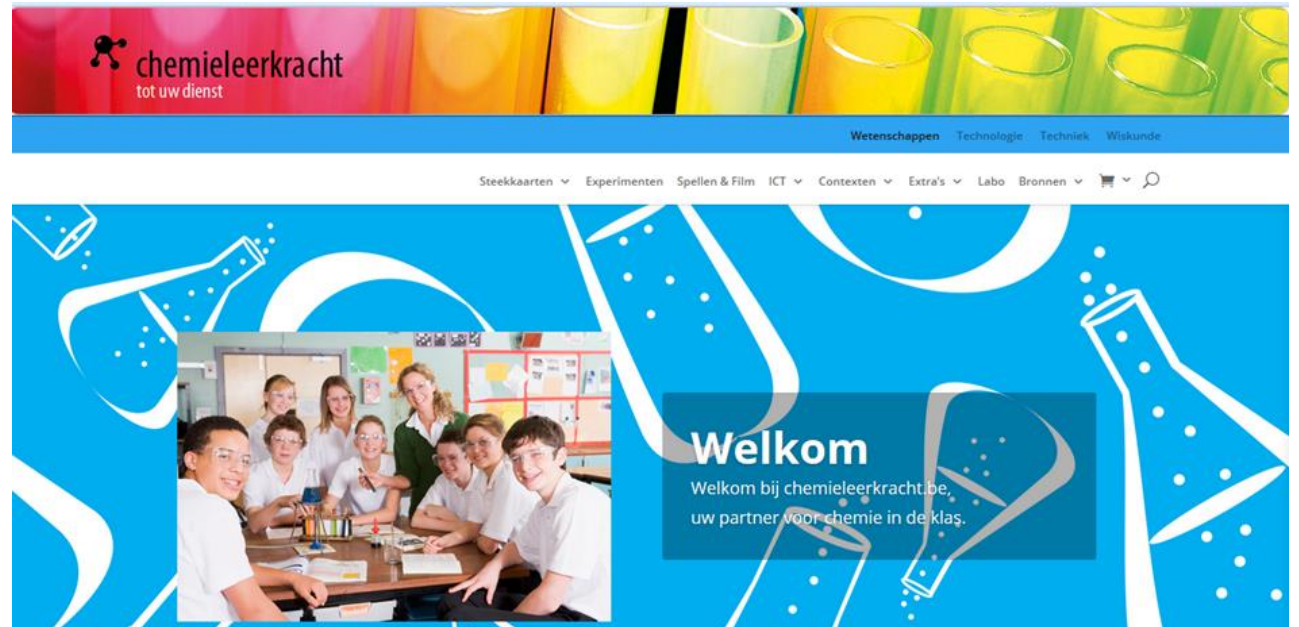 chemieleerkracht
tot uw dienst
Wetenschappen Technologie Techniek Wiskunde
Steekkaarten Experimenten Spellen & Film ICT Contexten Extra's Labo Bronnen
Welkom
Welkom bij chemieleerkracht.be,
uw partner voor chemie in de klas.